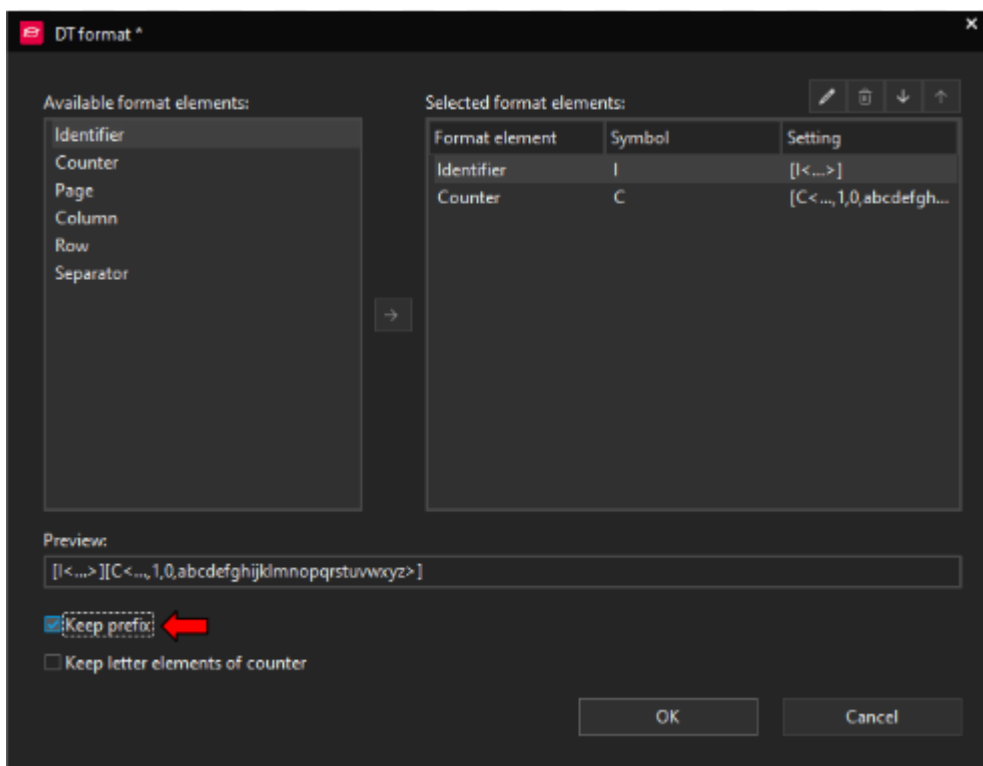 DT format *
Available format elements:
Identifier
Counter
Page
Column
Row
Separator
Selected format elements:
Format element Symbol Setting
Identifier I [I<...>]
Counter C [C<...,1,0,abcdefgh...
Preview:
[I<...>][C<...,1,0,abcdefghijklmnopqrstuvwxyz>]
Keep prefix
Keep letter elements of counter
OK Cancel